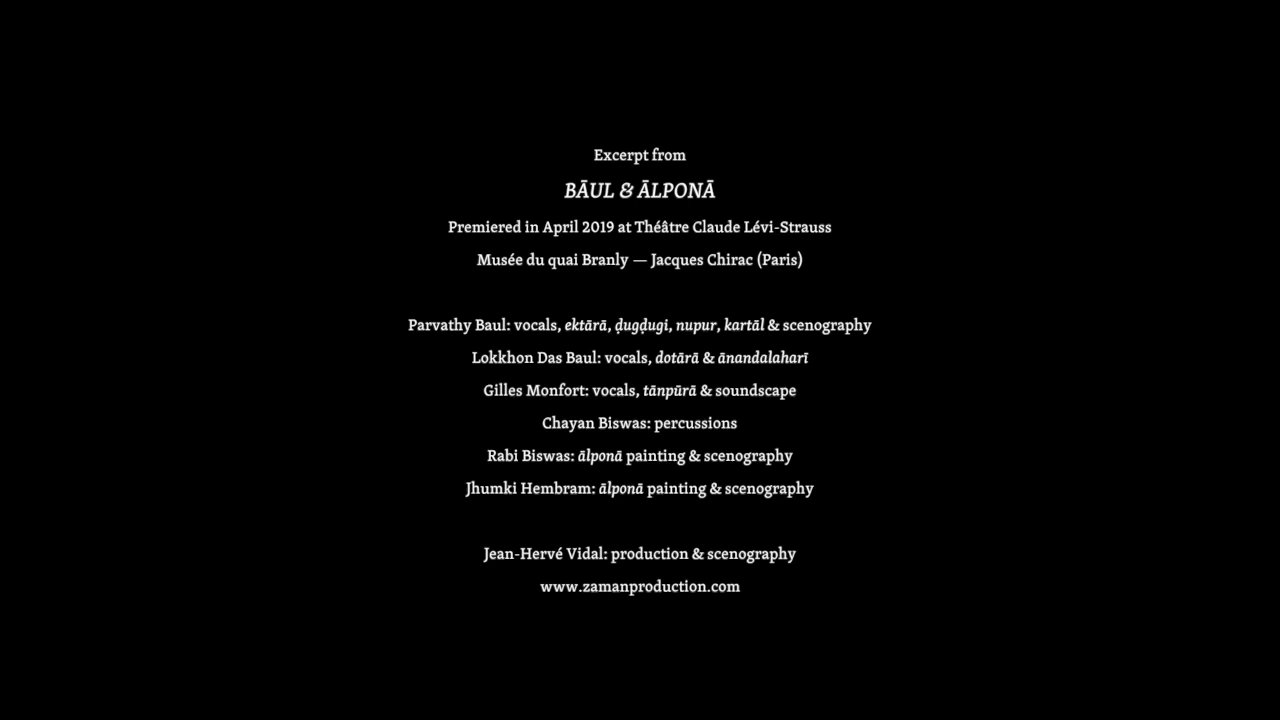 Excerpt from
BĀUL & ĀLPONĀ
Premiered in April 2019 at Théâtre Claude Lévi-Strauss
Musée du quai Branly — Jacques Chirac (Paris)
Parvathy Baul: vocals, ektārā, ḍugḍugi, nupur, kartāl & scenography
Lokkhon Das Baul: vocals, dotārā & ānandalaharī
Gilles Monfort: vocals, tānpūrā & soundscape
Chayan Biswas: percussions
Rabi Biswas: ālponā painting & scenography
Jhumki Hembram: ālponā painting & scenography
Jean-Hervé Vidal: production & scenography
www.zamanproduction.com